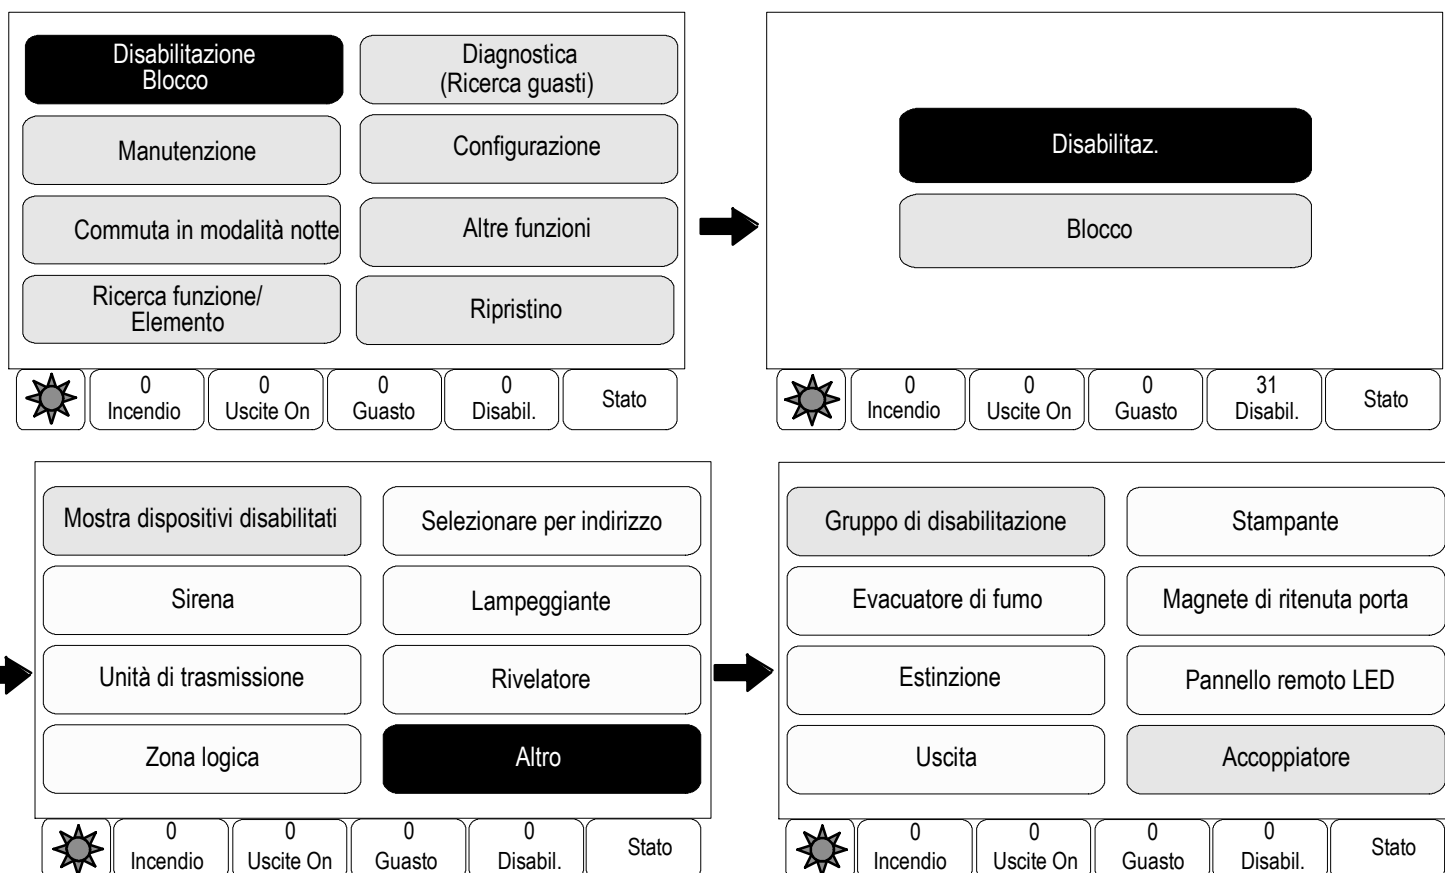 Disabilitazione
Blocco
Diagnostica
(Ricerca guasti)
Manutenzione
Configurazione
Commuta in modalità notte
Altre funzioni
Ricerca funzione/
Elemento
Ripristino
0
Incendio
0
Uscite On
0
Guasto
0
Disabil.
Stato
Disabilitaz.
Blocco
0
Incendio
0
Uscite On
0
Guasto
31
Disabil.
Stato
Mostra dispositivi disabilitati
Selezionare per indirizzo
Sirena
Lampeggiante
Unità di trasmissione
Rivelatore
Zona logica
Altro
0
Incendio
0
Uscite On
0
Guasto
0
Disabil.
Stato
Gruppo di disabilitazione
Stampante
Evacuatore di fumo
Magnete di ritenuta porta
Estinzione
Pannello remoto LED
Uscita
Accoppiatore
0
Incendio
0
Uscite On
0
Guasto
0
Disabil.
Stato